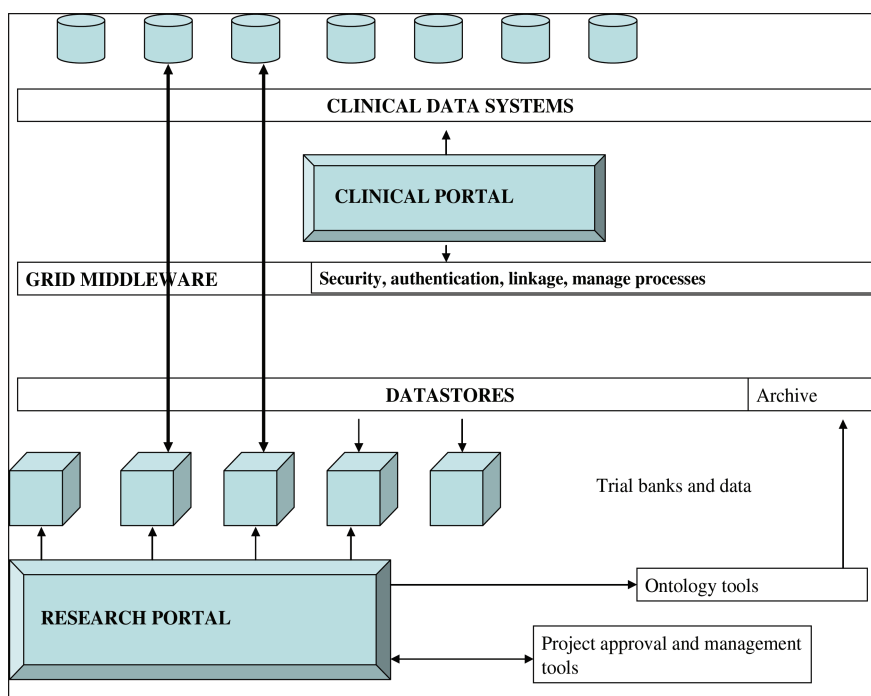 CLINICAL DATA SYSTEMS
CLINICAL PORTAL
GRID MIDDLEWARE
Security, authentication, linkage, manage processes
DATASTORES
Archive
Trial banks and data
Ontology tools
RESEARCH PORTAL
Project approval and management
tools